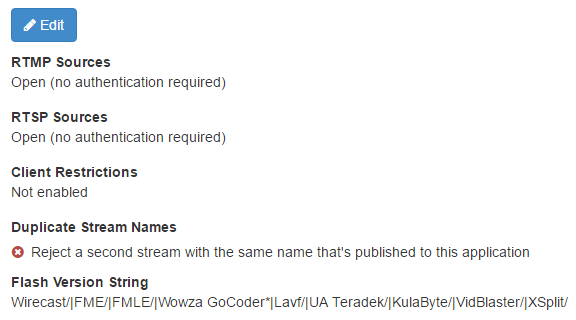 Edit
RTMP Sources
Open (no authentication required)
RTSP Sources
Open (no authentication required)
Client Restrictions
Not enabled
Duplicate Stream Names
Reject a second stream with the same name that's published to this application
Flash Version String
Wirecast/|FME/|FMLE/|Wowza GoCoder*|Lavf/|UA Teradek/|KulaByte/|VidBlaster/|XSplit/